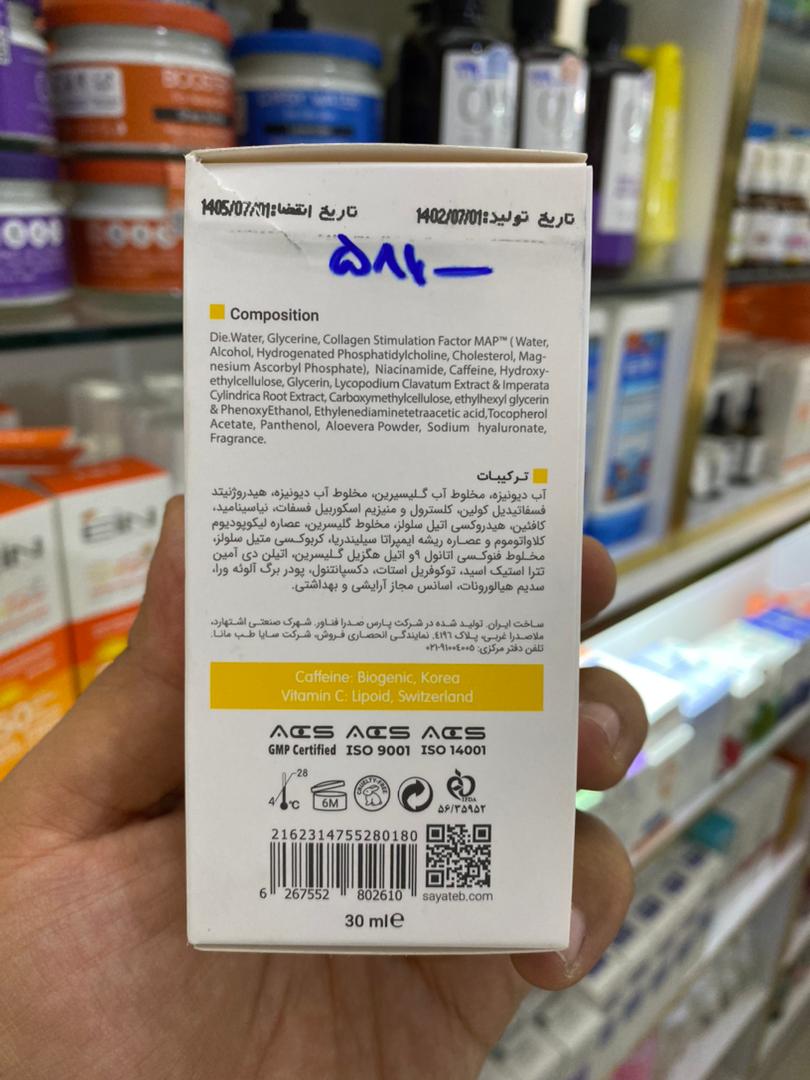 تاریخ تولید:1402/07/01
تاریخ انقضا:1405/07/01
Composition
Die.Water, Glycerine, Collagen Stimulation Factor MAP™ ( Water,
Alcohol, Hydrogenated Phosphatidylcholine, Cholesterol, Mag-
nesium Ascorbyl Phosphate), Niacinamide, Caffeine, Hydroxy-
ethylcellulose, Glycerin, Lycopodium Clavatum Extract & Imperata
Cylindrica Root Extract, Carboxymethylcellulose, ethylhexyl glycerin
& PhenoxyEthanol, Ethylenediaminetetraacetic acid,Tocopherol
Acetate, Panthenol, Aloevera Powder, Sodium hyaluronate,
Fragrance.
ترکیبات
آب دیونیزه، مخلوط آب گلیسیرین، مخلوط آب دیونیزه، هیدروژنیتد
فسفاتیدیل کولین، کلسترول و منیزیم اسکوربیل فسفات، نیاسینامید،
کافئین، هیدروکسی اتیل سلولز، مخلوط گلیسرین، عصاره لیکوپودیوم
کلاواتوموم و عصاره ریشه ایمپراتا سیلیندریا، کربوکسی متیل سلولز،
مخلوط فنوکسی اتانول ۹و اتیل هگزیل گلیسرین، اتیلن دی آمین
تترا استیک اسید، توکوفریل استات، دکسپانتنول، پودر برگ آلوئه ورا،
سدیم هیالورونات، اسانس مجاز آرایشی و بهداشتی.
ساخت ایران. تولید شده در شرکت پارس صدرا فناور. شهرک صنعتی اشتهارد،
ملاصدرا غربی، پلاک ٤١٩٦. نمایندگی انحصاری فروش، شرکت سایا طب مانا.
تلفن دفتر مرکزی: ۹۱۰۰٤۰۰۵-۰۲۱
Caffeine: Biogenic, Korea
Vitamin C: Lipoid, Switzerland
ACS ACS ACS
GMP Certified ISO 9001 ISO 14001
4 28 °C
6M
CRUELTY-FREE
IFDA
۵۶/۳۵۹۵۲
2162314755280180
6 267552 802610
sayateb.com
30 ml℮